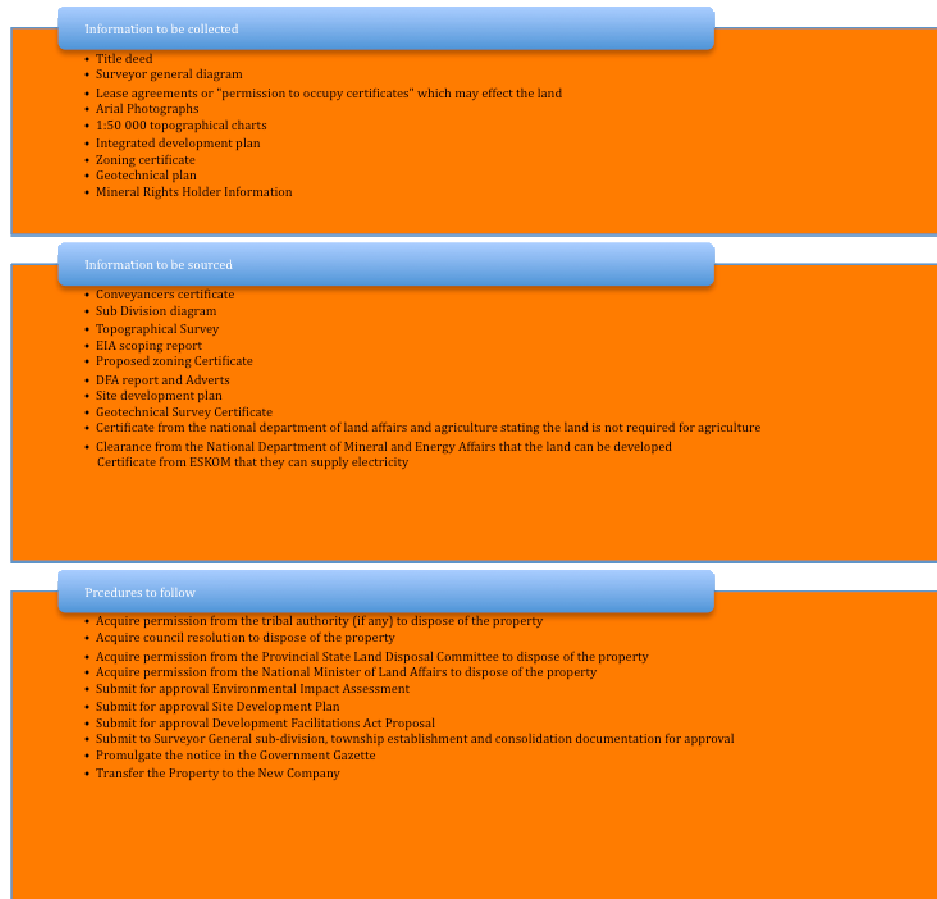 Information to be collected
• Title deed
• Surveyor general diagram
• Lease agreements or "permission to occupy certificates" which may effect the land
• Arial Photographs
• 1:50 000 topographical charts
• Integrated development plan
• Zoning certificate
• Geotechnical plan
• Mineral Rights Holder Information
Information to be sourced
• Conveyancers certificate
• Sub Division diagram
• Topographical Survey
• EIA scoping report
• Proposed zoning Certificate
• DFA report and Adverts
• Site development plan
• Geotechnical Survey Certificate
• Certificate from the national department of land affairs and agriculture stating the land is not required for agriculture
• Clearance from the National Department of Mineral and Energy Affairs that the land can be developed
Certificate from ESKOM that they can supply electricity
Prcedures to follow
• Acquire permission from the tribal authority (if any) to dispose of the property
• Acquire council resolution to dispose of the property
• Acquire permission from the Provincial State Land Disposal Committee to dispose of the property
• Acquire permission from the National Minister of Land Affairs to dispose of the property
• Submit for approval Environmental Impact Assessment
• Submit for approval Site Development Plan
• Submit for approval Development Facilitations Act Proposal
• Submit to Surveyor General sub-division, township establishment and consolidation documentation for approval
• Promulgate the notice in the Government Gazette
• Transfer the Property to the New Company